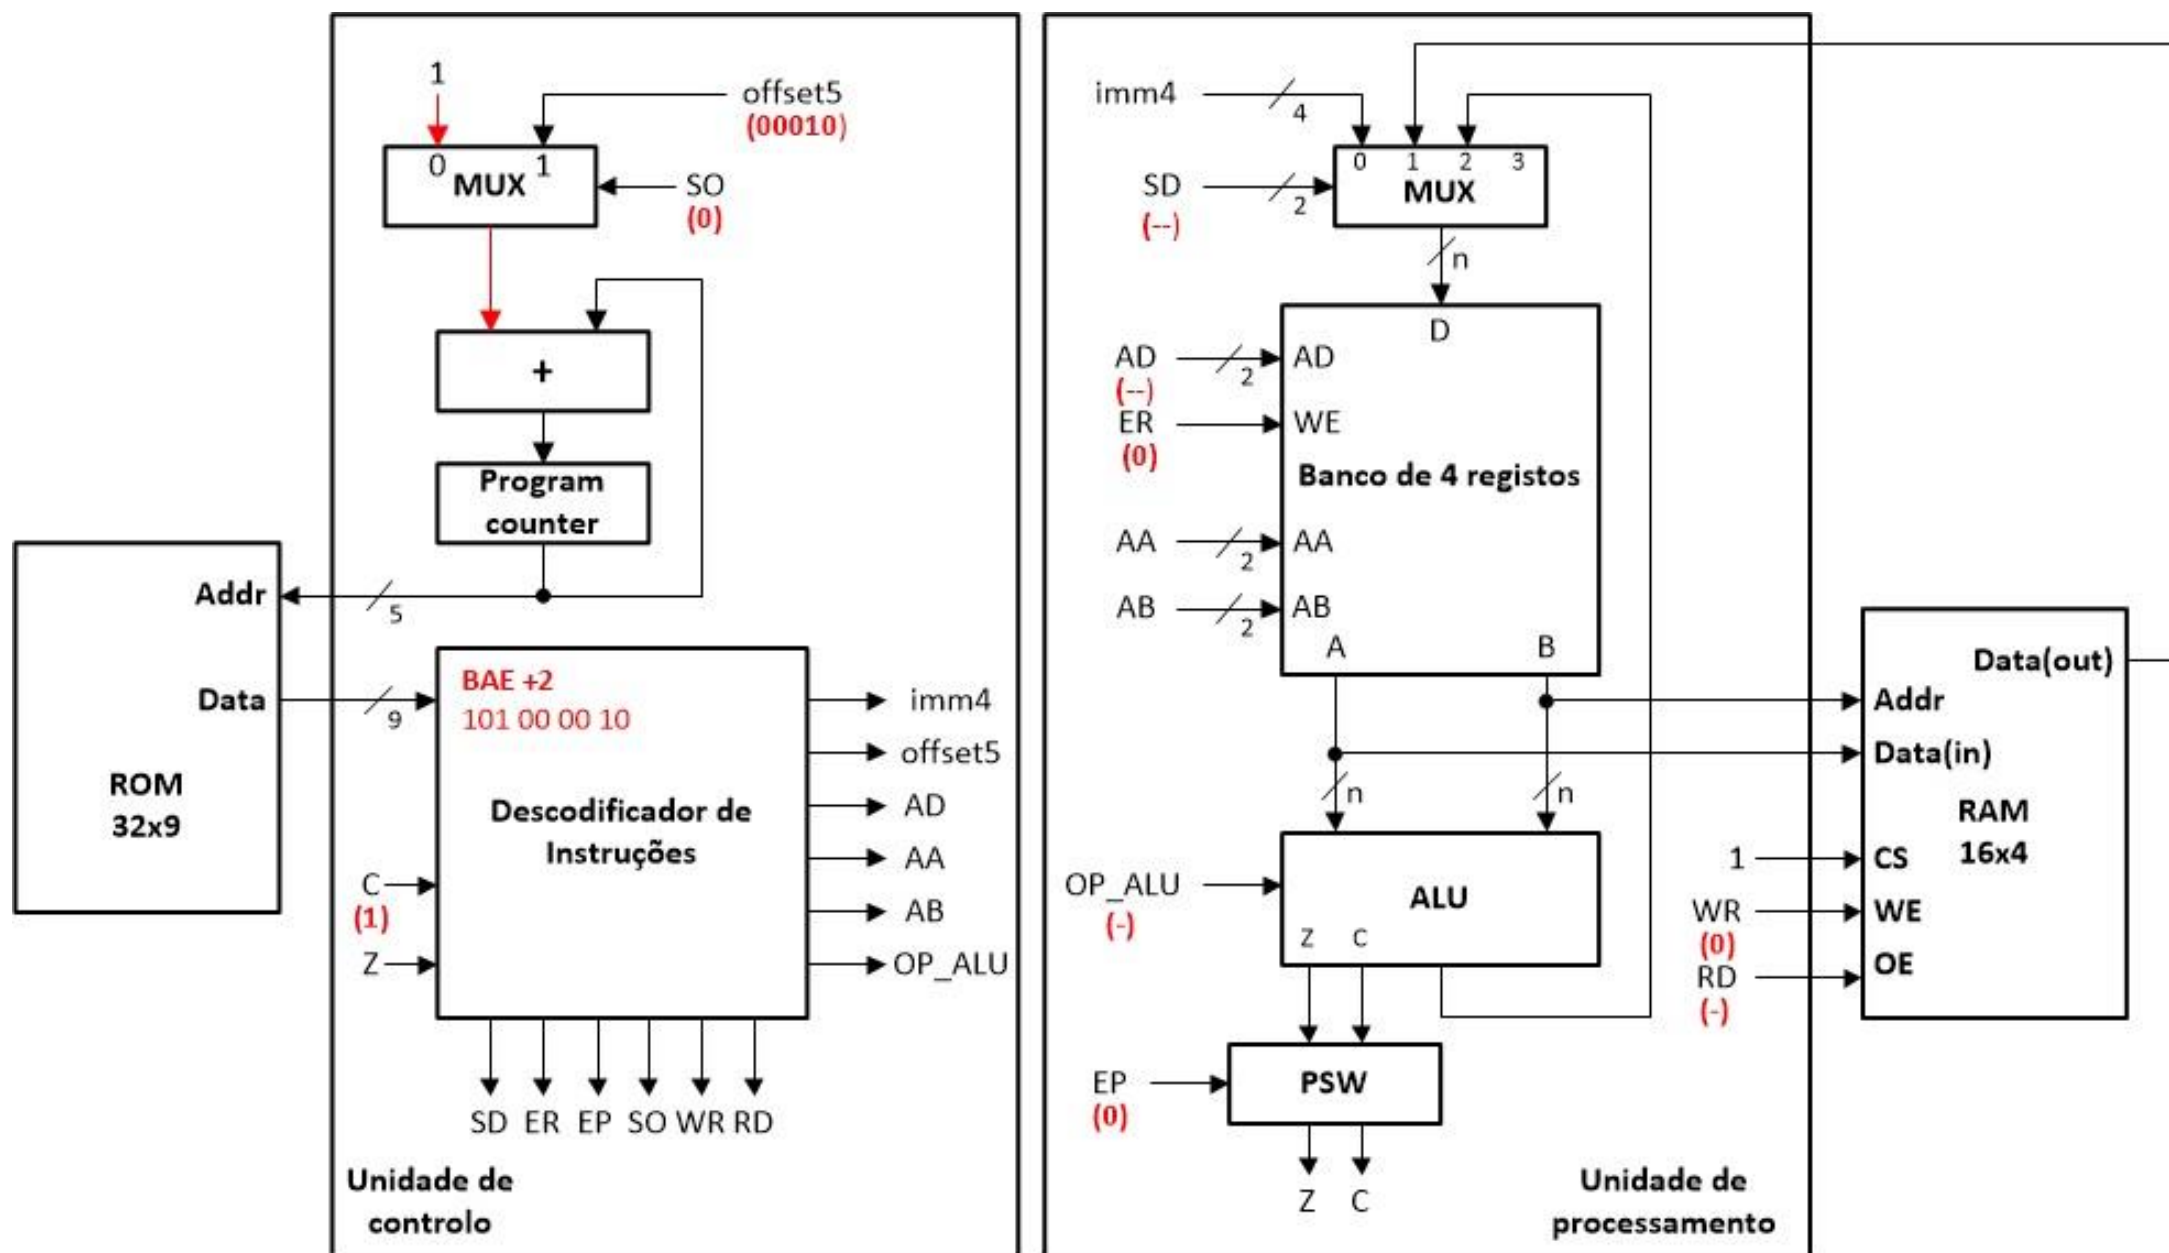 1
offset5
(00010)
0
1
MUX
SO
(0)
+
Program
counter
Addr
5
Data
9
ROM
32x9
BAE +2
101 00 00 10
Descodificador de
Instruções
C
(1)
Z
imm4
offset5
AD
AA
AB
OP_ALU
SD ER EP SO WR RD
Unidade de
controlo
imm4
4
SD
(--)
2
0 1 2 3
MUX
n
D
AD
(--)
2
AD
ER
(0)
WE
Banco de 4 registos
AA
2
AA
AB
2
AB
A
B
n
n
OP_ALU
(-)
ALU
Z C
EP
(0)
PSW
Z C
Unidade de
processamento
Data(out)
Addr
Data(in)
RAM
16x4
1
CS
WR
(0)
WE
RD
(-)
OE